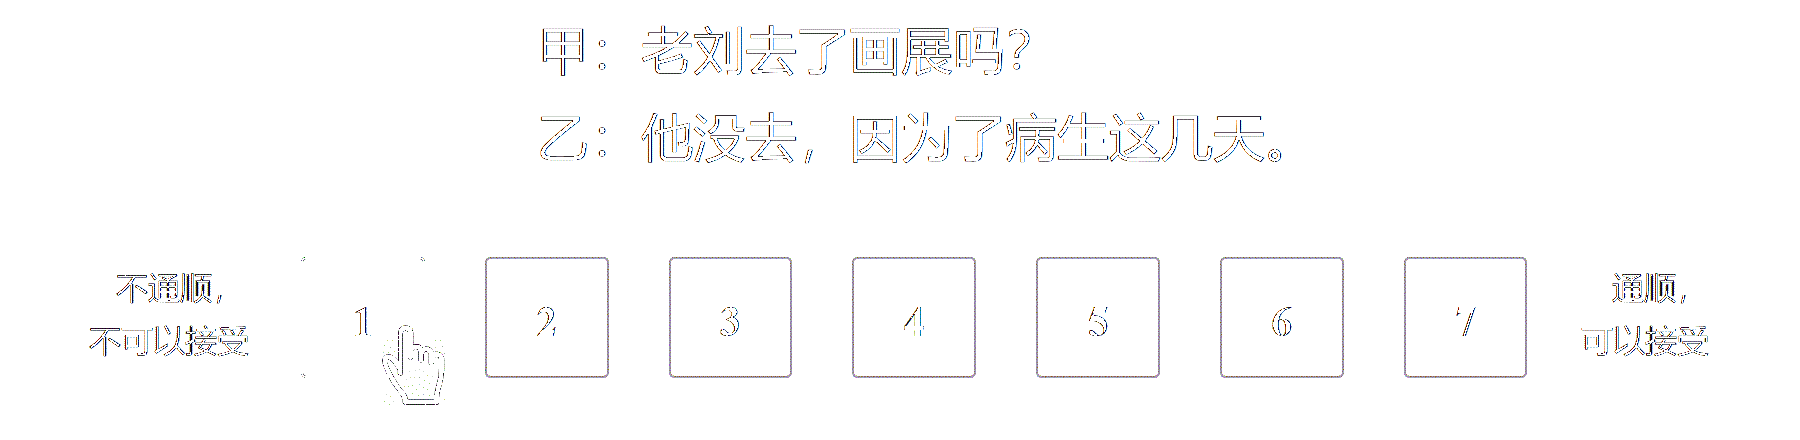 甲：老刘去了画展吗？
乙：他没去，因为了病生这几天。
不通顺，
不可以接受
1 2 3 4 5 6 7
通顺，
可以接受